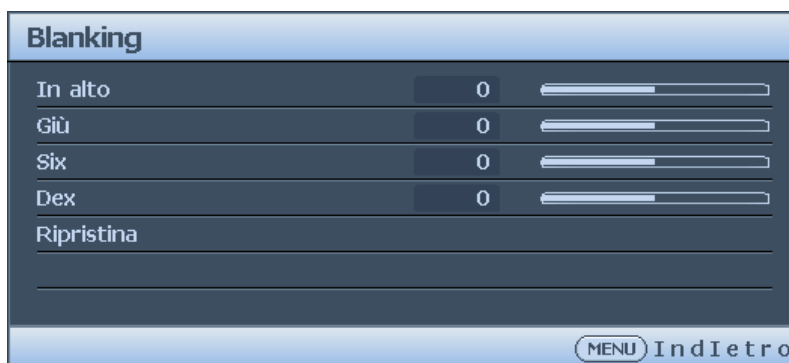 Blanking
In alto 0
Giù 0
Six 0
Dex 0
Ripristina
MENU IndIetro